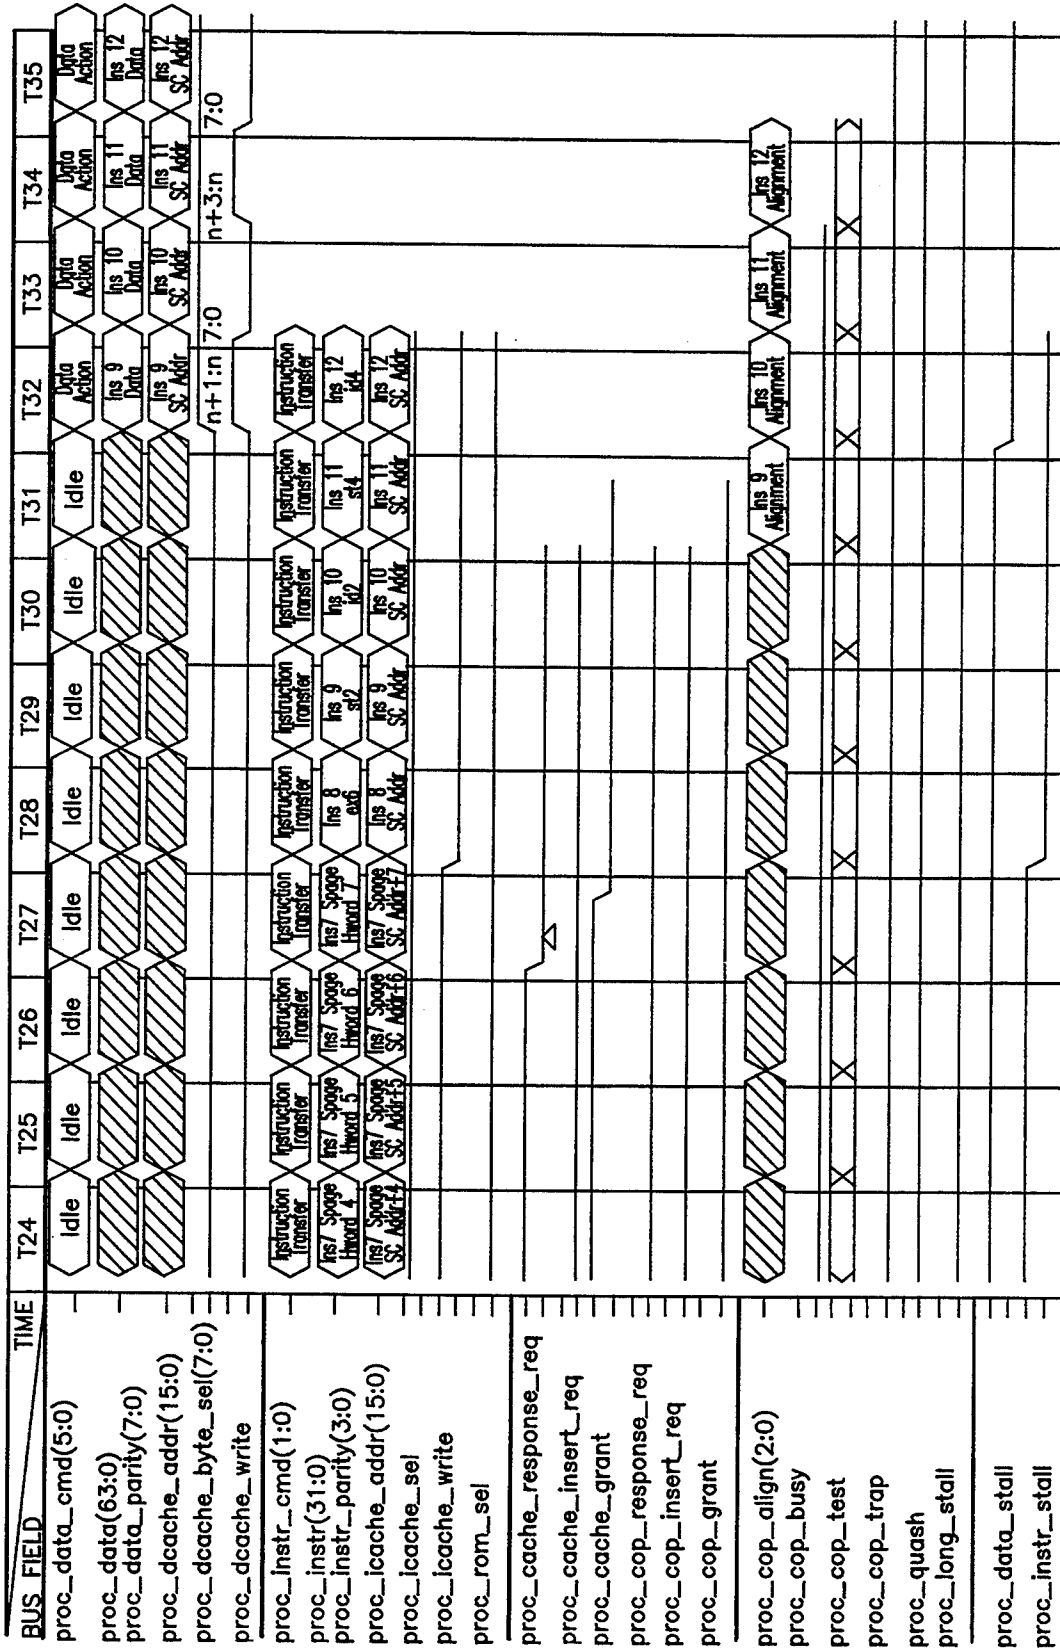 BUS FIELD TIME T24 T25 T26 T27 T28 T29 T30 T31 T32 T33 T34 T35
proc_data_cmd(5:0) Idle Idle Idle Idle Idle Idle Idle Idle Data Action Data Action Data Action Data Action
proc_data(63:0)
proc_data_parity(7:0) Ins 9 Data Ins 10 Data Ins 11 Data Ins 12 Data
proc_dcache_addr(15:0) Ins 9 SC Addr Ins 10 SC Addr Ins 11 SC Addr Ins 12 SC Addr
proc_dcache_byte_sel(7:0) n+1:n 7:0 n+3:n 7:0
proc_dcache_write
proc_instr_cmd(1:0) Instruction Transfer Instruction Transfer Instruction Transfer Instruction Transfer Instruction Transfer Instruction Transfer Instruction Transfer Instruction Transfer Instruction Transfer
proc_instr(31:0)
proc_instr_parity(3:0) Ins7 Spage Hword 4 Ins7 Spage Hword 5 Ins7 Spage Hword 6 Ins7 Spage Hword 7 Ins 8 ex6 Ins 9 st2 Ins 10 id2 Ins 11 st4 Ins 12 id4
proc_icache_addr(15:0) Ins7 Spage SC Addr+4 Ins7 Spage SC Addr+5 Ins7 Spage SC Addr+6 Ins7 Spage SC Addr+7 Ins 8 SC Addr Ins 9 SC Addr Ins 10 SC Addr Ins 11 SC Addr Ins 12 SC Addr
proc_icache_sel
proc_icache_write
proc_rom_sel
proc_cache_response_req
proc_cache_insert_req
proc_cache_grant
proc_cop_response_req
proc_cop_insert_req
proc_cop_grant
proc_cop_align(2:0) Ins 9 Alignment Ins 10 Alignment Ins 11 Alignment Ins 12 Alignment
proc_cop_busy
proc_cop_test
proc_cop_trap
proc_quash
proc_long_stall
proc_data_stall
proc_instr_stall